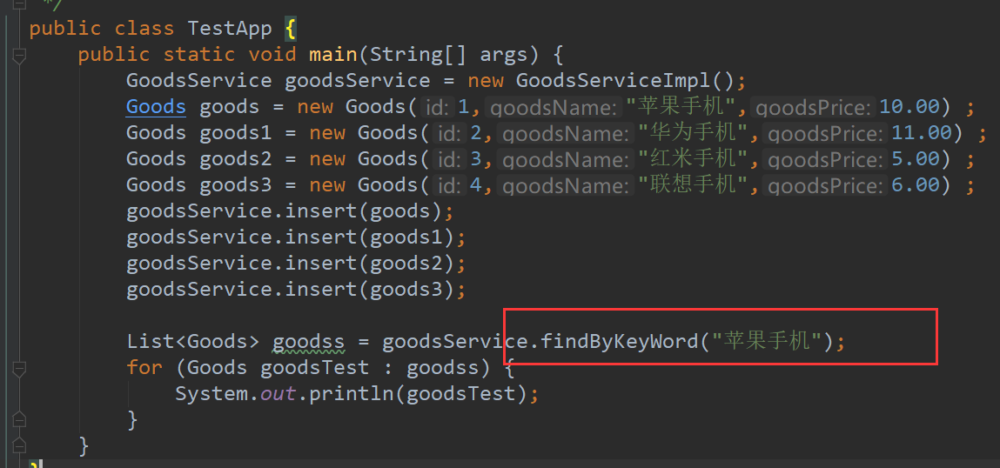 */
public class TestApp {
public static void main(String[] args) {
GoodsService goodsService = new GoodsServiceImpl();
Goods goods = new Goods( id: 1, goodsName: "苹果手机", goodsPrice: 10.00) ;
Goods goods1 = new Goods( id: 2, goodsName: "华为手机", goodsPrice: 11.00) ;
Goods goods2 = new Goods( id: 3, goodsName: "红米手机", goodsPrice: 5.00) ;
Goods goods3 = new Goods( id: 4, goodsName: "联想手机", goodsPrice: 6.00) ;
goodsService.insert(goods);
goodsService.insert(goods1);
goodsService.insert(goods2);
goodsService.insert(goods3);
List<Goods> goodss = goodsService.findByKeyWord("苹果手机");
for (Goods goodsTest : goodss) {
System.out.println(goodsTest);
}
}
}